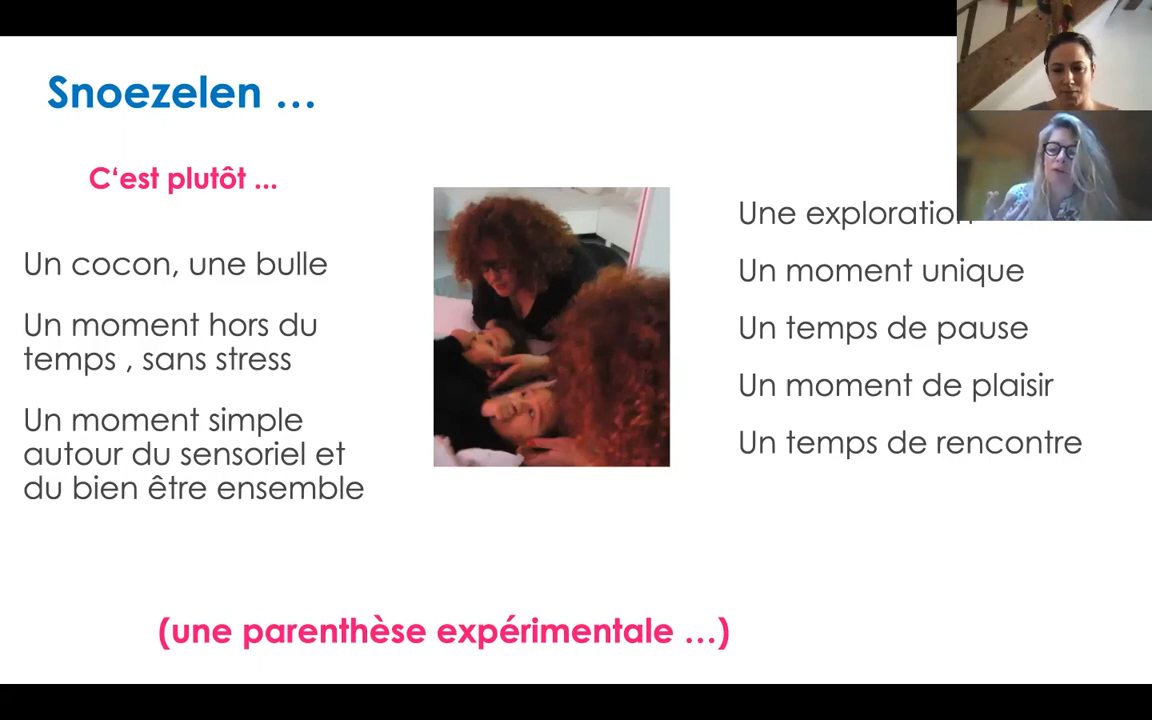 Snoezelen ...
C‘est plutôt ...
Un cocon, une bulle
Un moment hors du
temps , sans stress
Un moment simple
autour du sensoriel et
du bien être ensemble
Une exploration
Un moment unique
Un temps de pause
Un moment de plaisir
Un temps de rencontre
(une parenthèse expérimentale ...)